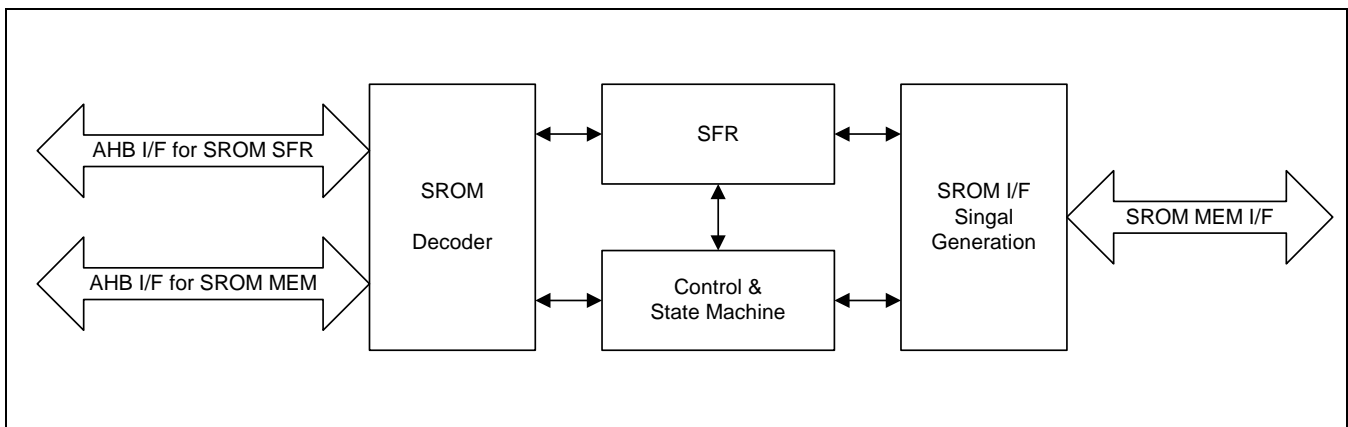 AHB I/F for SROM SFR
AHB I/F for SROM MEM
SROM
Decoder
SFR
Control &
State Machine
SROM I/F
Singal
Generation
SROM MEM I/F